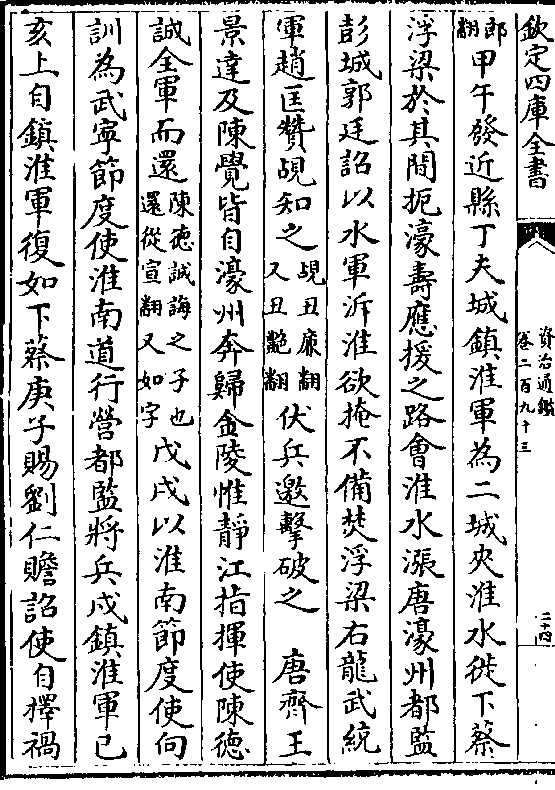 欽定四庫全書
資治通鑑
卷二百九十三
二十四
郎翻甲午發近縣丁夫城鎮淮軍為二城夾淮水徙下蔡
浮梁於其間扼濠壽應援之路會淮水漲唐濠州都監
彭城郭廷詔以水軍泝淮欲掩不備焚浮梁右龍武統
軍趙匡贊覘知之覘丑廉翻又丑艷翻伏兵邀擊破之 唐齊王
景達及陳覺皆自濠州奔歸金陵惟靜江指揮使陳德
誠全軍而還陳德誠誨之子也還從宣翻又如字戊戌以淮南節度使向
訓為武寧節度使淮南道行營都監將兵戍鎮淮軍已
亥上自鎮淮軍復如下蔡庚子賜劉仁贍詔使自擇禍